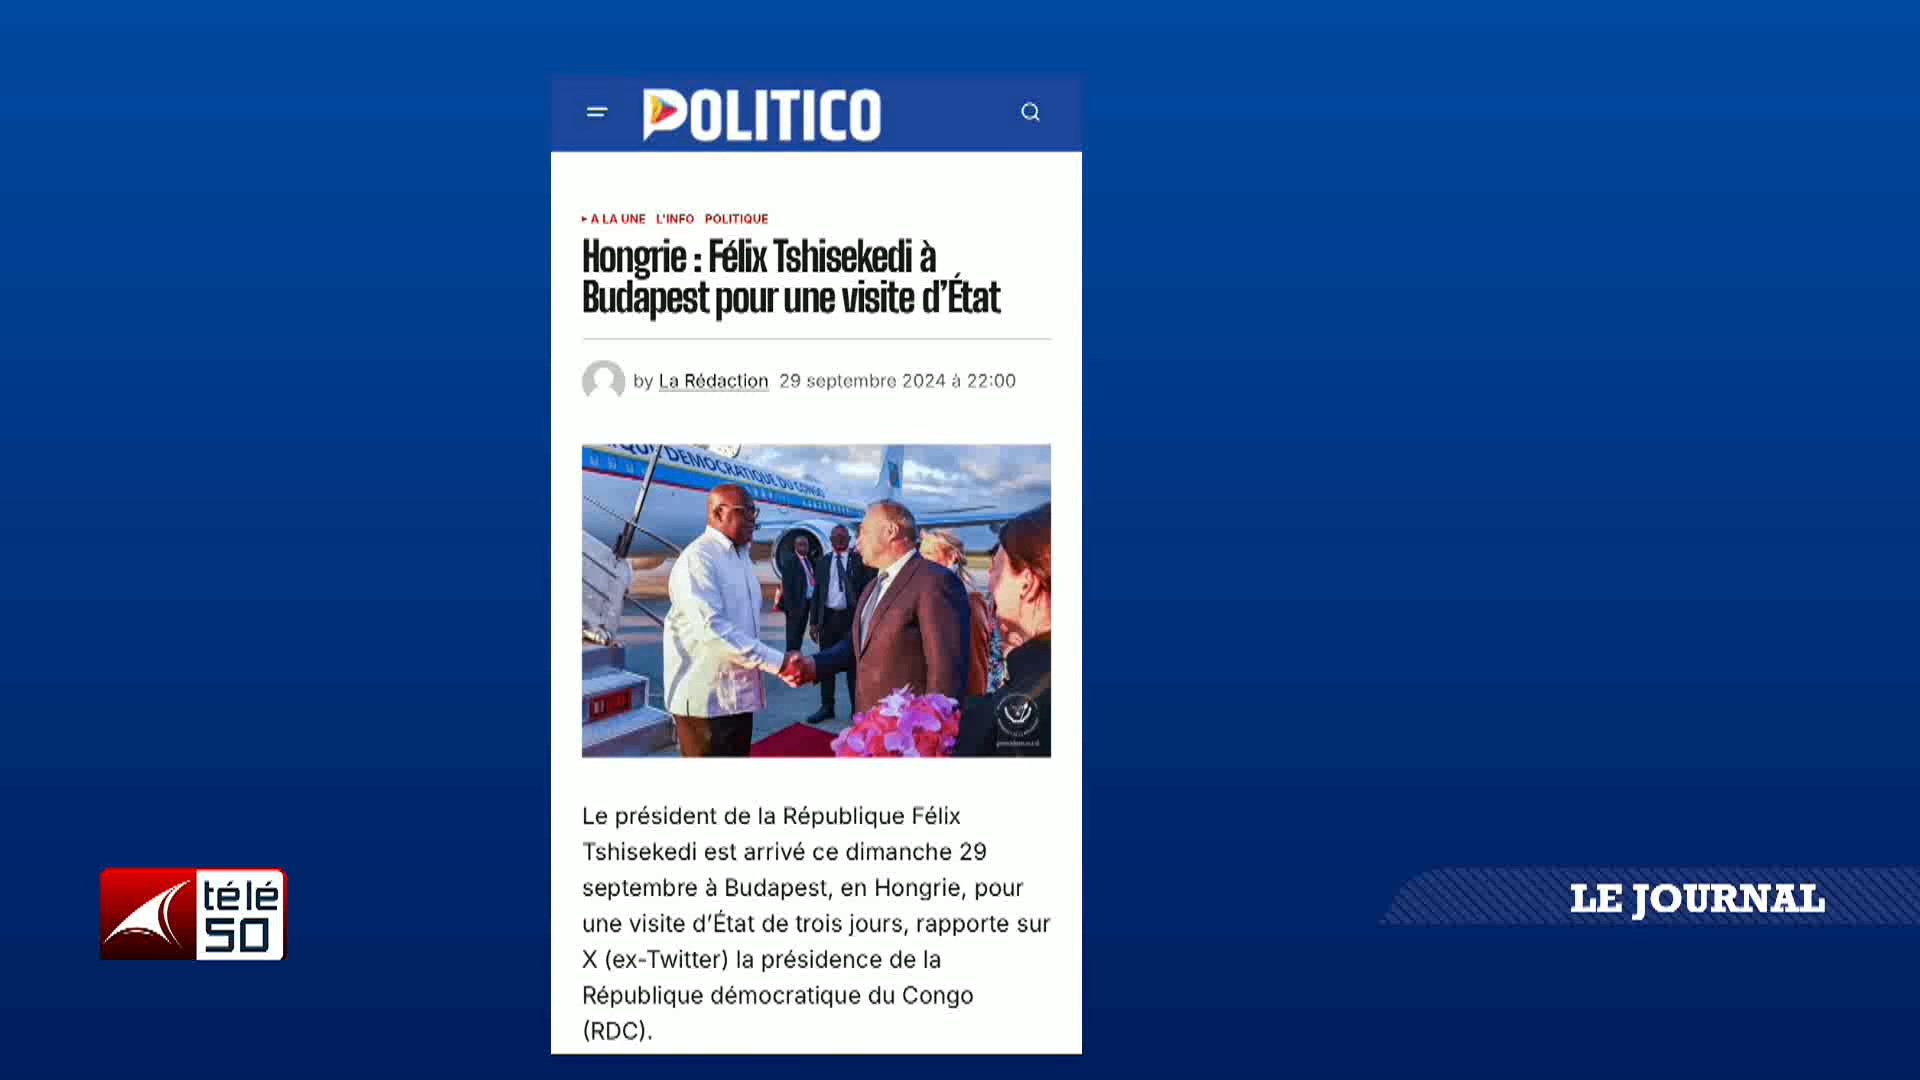 POLITICO
A LA UNE L'INFO POLITIQUE
Hongrie : Félix Tshisekedi à
Budapest pour une visite d'État
by La Rédaction 29 septembre 2024 à 22:00
DEMOCRATIQUE DU CONGO
Le président de la République Félix
Tshisekedi est arrivé ce dimanche 29
septembre à Budapest, en Hongrie, pour
une visite d'État de trois jours, rapporte sur
X (ex-Twitter) la présidence de la
République démocratique du Congo
(RDC).
télé
50
LE JOURNAL